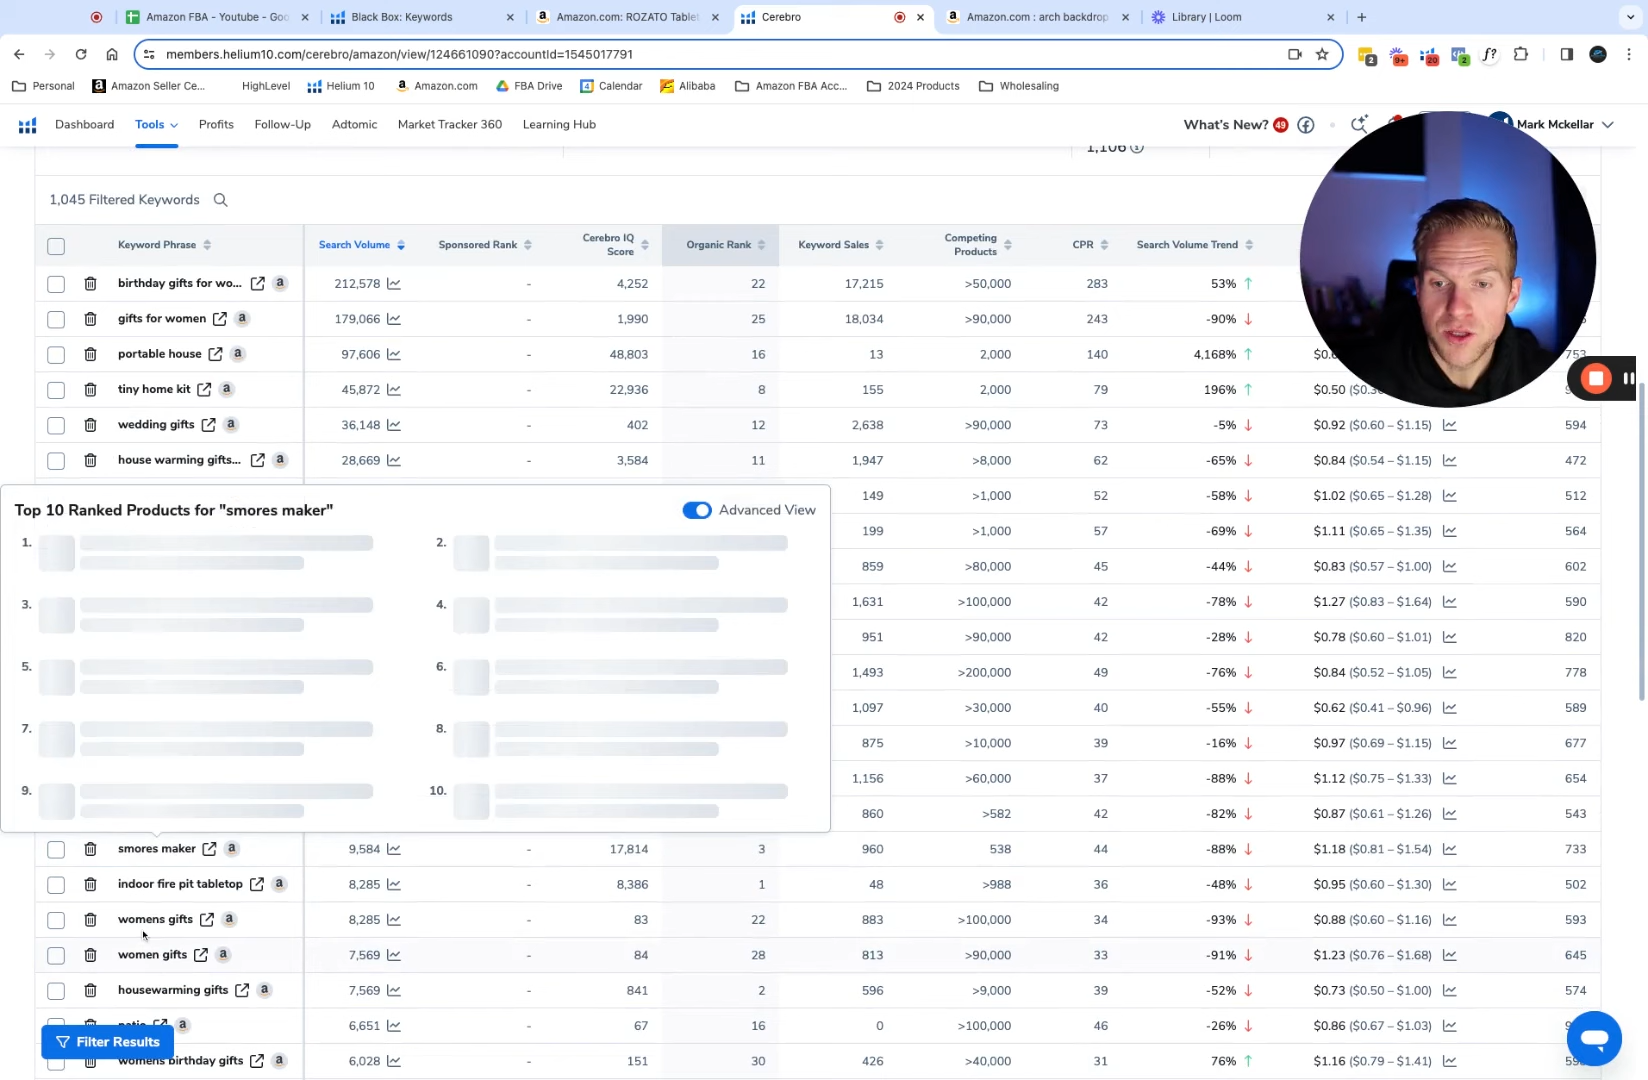 Amazon FBA - Youtube - Goo
Black Box: Keywords
Amazon.com: ROZATO Tablet
Cerebro
Amazon.com : arch backdrop
Library | Loom
members.helium10.com/cerebro/amazon/view/124661090?accountId=1545017791
2
9+
20
2
f?
Personal
Amazon Seller Ce...
HighLevel
Helium 10
Amazon.com
FBA Drive
Calendar
Alibaba
Amazon FBA Acc...
2024 Products
Wholesaling
Dashboard
Tools
Profits
Follow-Up
Adtomic
Market Tracker 360
Learning Hub
What's New? 49
Mark Mckellar
1,106
1,045 Filtered Keywords
Keyword Phrase Search Volume Sponsored Rank Cerebro IQ Score Organic Rank Keyword Sales Competing Products CPR Search Volume Trend
birthday gifts for wo... 212,578 - 4,252 22 17,215 >50,000 283 53%
gifts for women 179,066 - 1,990 25 18,034 >90,000 243 -90%
portable house 97,606 - 48,803 16 13 2,000 140 4,168% 753
tiny home kit 45,872 - 22,936 8 155 2,000 79 196% $0.50
wedding gifts 36,148 - 402 12 2,638 >90,000 73 -5% $0.92 ($0.60 – $1.15) 594
house warming gifts... 28,669 - 3,584 11 1,947 >8,000 62 -65% $0.84 ($0.54 – $1.15) 472
149 >1,000 52 -58% $1.02 ($0.65 – $1.28) 512
199 >1,000 57 -69% $1.11 ($0.65 – $1.35) 564
859 >80,000 45 -44% $0.83 ($0.57 – $1.00) 602
1,631 >100,000 42 -78% $1.27 ($0.83 – $1.64) 590
951 >90,000 42 -28% $0.78 ($0.60 – $1.01) 820
1,493 >200,000 49 -76% $0.84 ($0.52 – $1.05) 778
1,097 >30,000 40 -55% $0.62 ($0.41 – $0.96) 589
875 >10,000 39 -16% $0.97 ($0.69 – $1.15) 677
1,156 >60,000 37 -88% $1.12 ($0.75 – $1.33) 654
860 >582 42 -82% $0.87 ($0.61 – $1.26) 543
Top 10 Ranked Products for "smores maker"
Advanced View
1. 2.
3. 4.
5. 6.
7. 8.
9. 10.
smores maker 9,584 - 17,814 3 960 538 44 -88% $1.18 ($0.81 – $1.54) 733
indoor fire pit tabletop 8,285 - 8,386 1 48 >988 36 -48% $0.95 ($0.60 – $1.30) 502
womens gifts 8,285 - 83 22 883 >100,000 34 -93% $0.88 ($0.60 – $1.16) 593
women gifts 7,569 - 84 28 813 >90,000 33 -91% $1.23 ($0.76 – $1.68) 645
housewarming gifts 7,569 - 841 2 596 >9,000 39 -52% $0.73 ($0.50 – $1.00) 574
patio 6,651 - 67 16 0 >100,000 46 -26% $0.86 ($0.67 – $1.03)
womens birthday gifts 6,028 - 151 30 426 >40,000 31 76% $1.16 ($0.79 – $1.41)
Filter Results